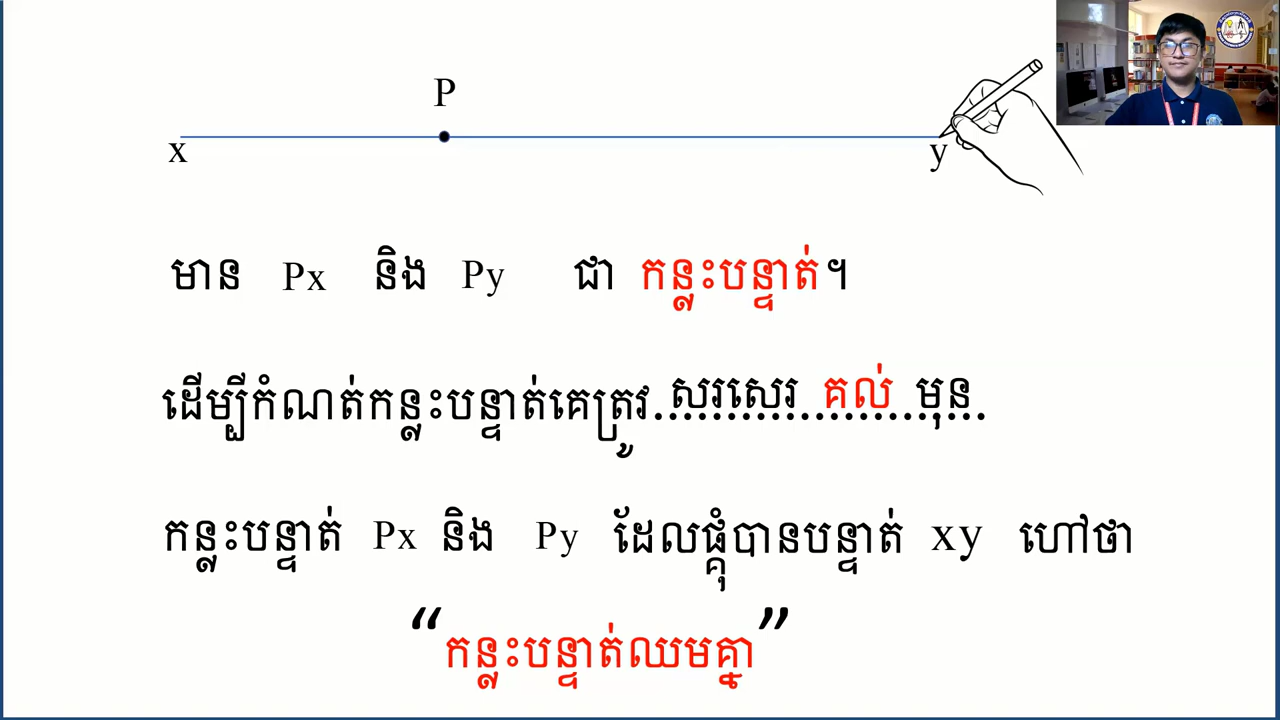 P
x y
មាន Px និង Py ជា កន្លះបន្ទាត់។
ដើម្បីកំណត់កន្លះបន្ទាត់គេត្រូវ.សរសេរ គល់ មុន.
កន្លះបន្ទាត់ Px និង Py ដែលផ្គុំបានបន្ទាត់ xy ហៅថា
“កន្លះបន្ទាត់ឈមគ្នា”